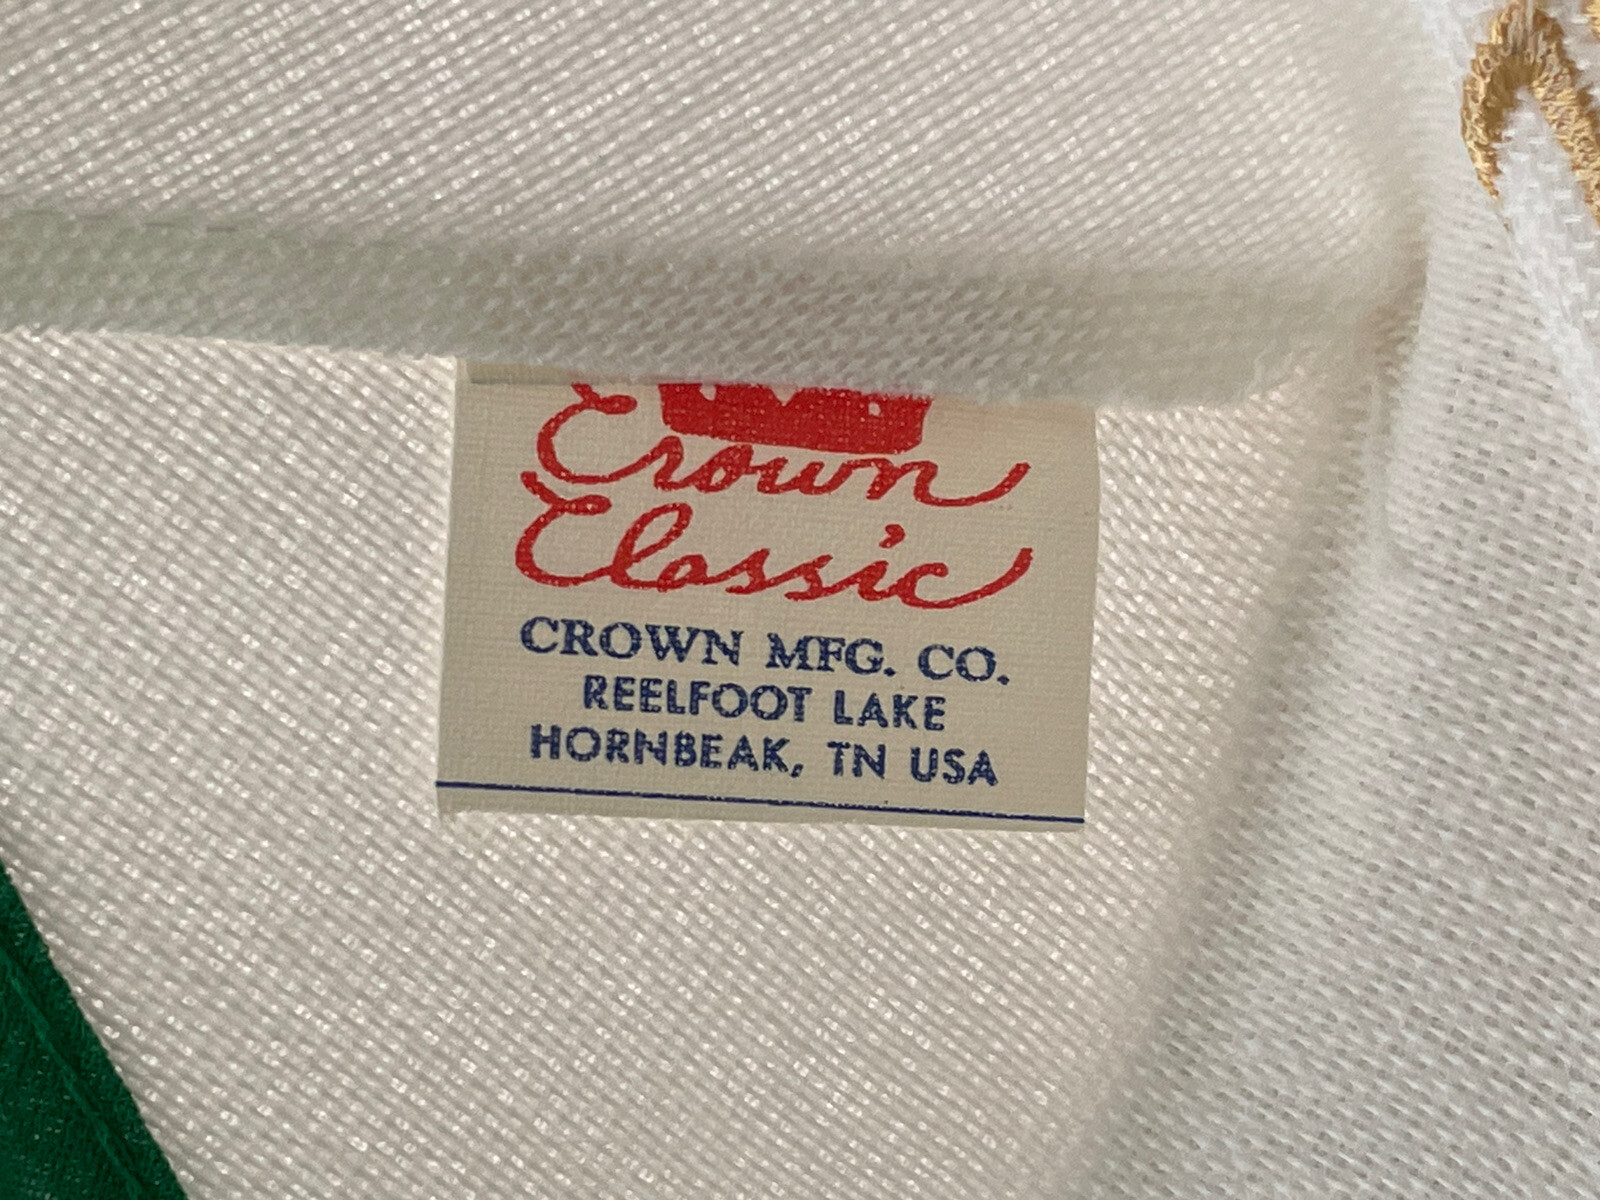 Crown
Classic
CROWN MFG. CO.
REELFOOT LAKE
HORNBEAK, TN USA